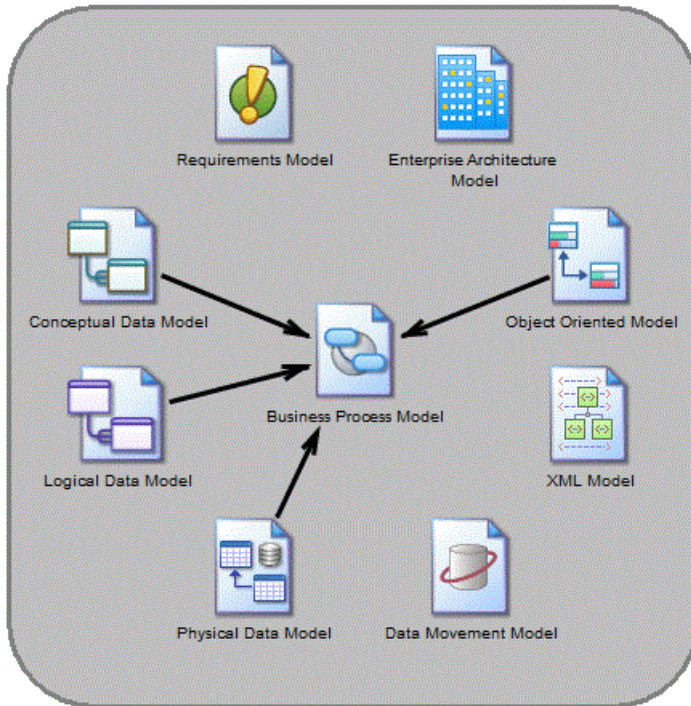 Requirements Model
Enterprise Architecture
Model
Conceptual Data Model
Object Oriented Model
Business Process Model
Logical Data Model
XML Model
Physical Data Model
Data Movement Model